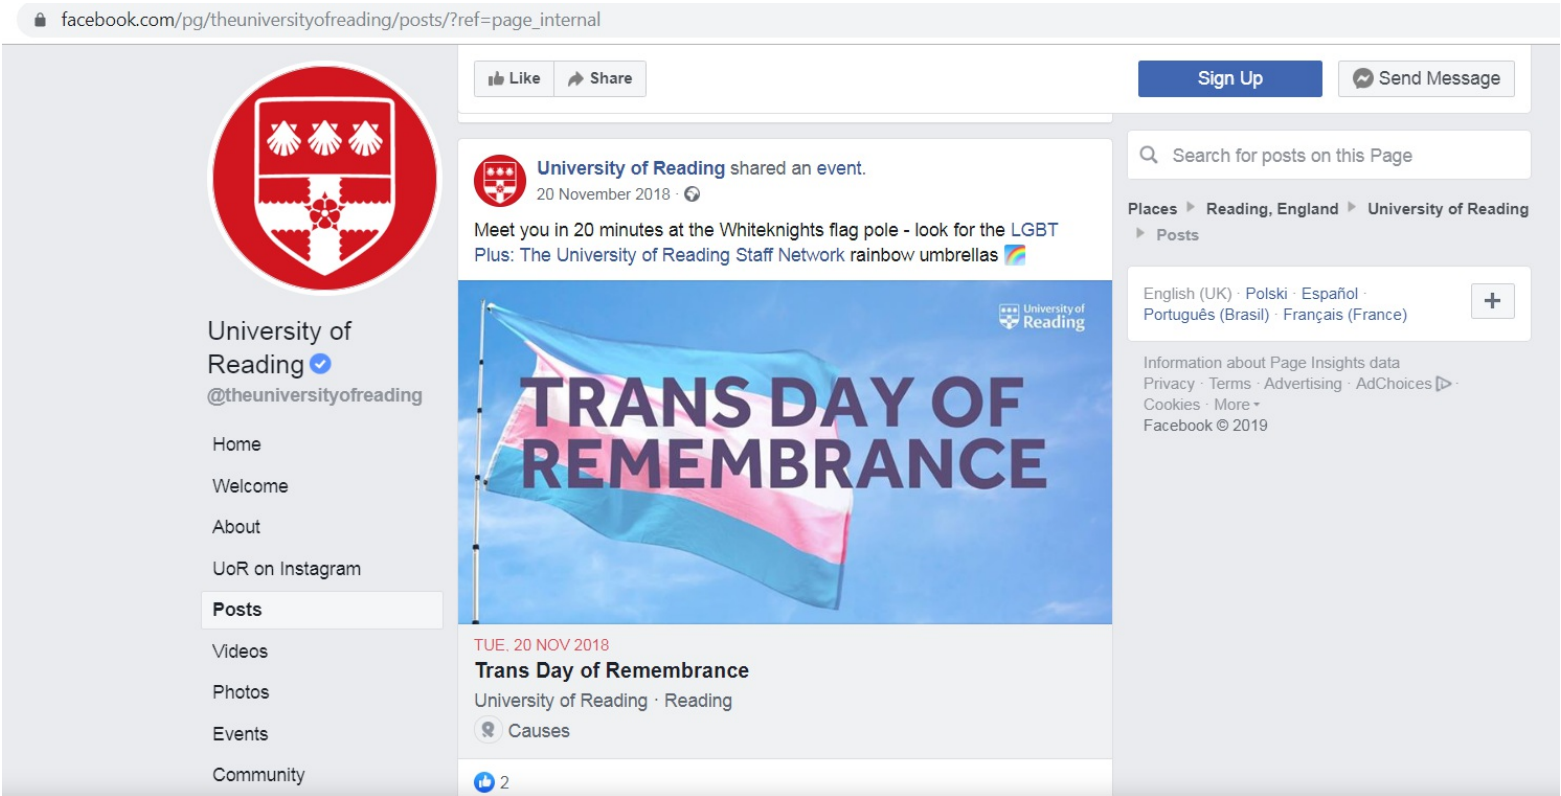 facebook.com/pg/theuniversityofreading/posts/?ref=page_internal
Like
Share
Sign Up
Send Message
University of
Reading
@theuniversityofreading
Home
Welcome
About
UoR on Instagram
Posts
Videos
Photos
Events
Community
University of Reading shared an event.
20 November 2018 ·
Meet you in 20 minutes at the Whiteknights flag pole - look for the LGBT
Plus: The University of Reading Staff Network rainbow umbrellas 🌈
University of
Reading
TRANS DAY OF
REMEMBRANCE
TUE, 20 NOV 2018
Trans Day of Remembrance
University of Reading · Reading
Causes
2
Search for posts on this Page
Places ▶ Reading, England ▶ University of Reading
▶ Posts
English (UK) · Polski · Español ·
Português (Brasil) · Français (France)
+
Information about Page Insights data
Privacy · Terms · Advertising · AdChoices ·
Cookies · More
Facebook © 2019